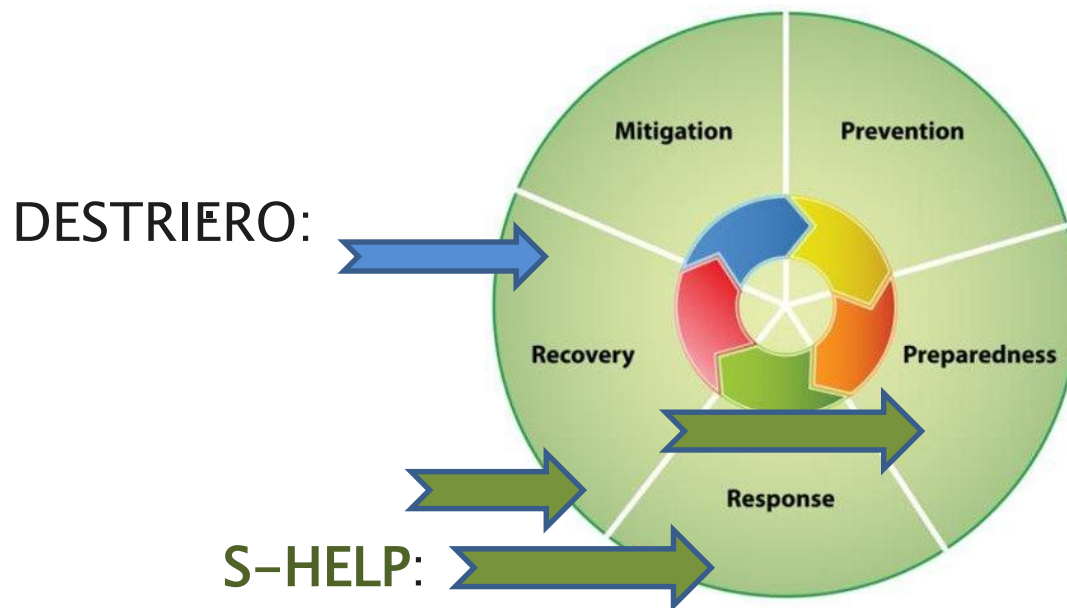 Mitigation
Prevention
DESTRIERO:
Recovery
Preparedness
Response
S-HELP: